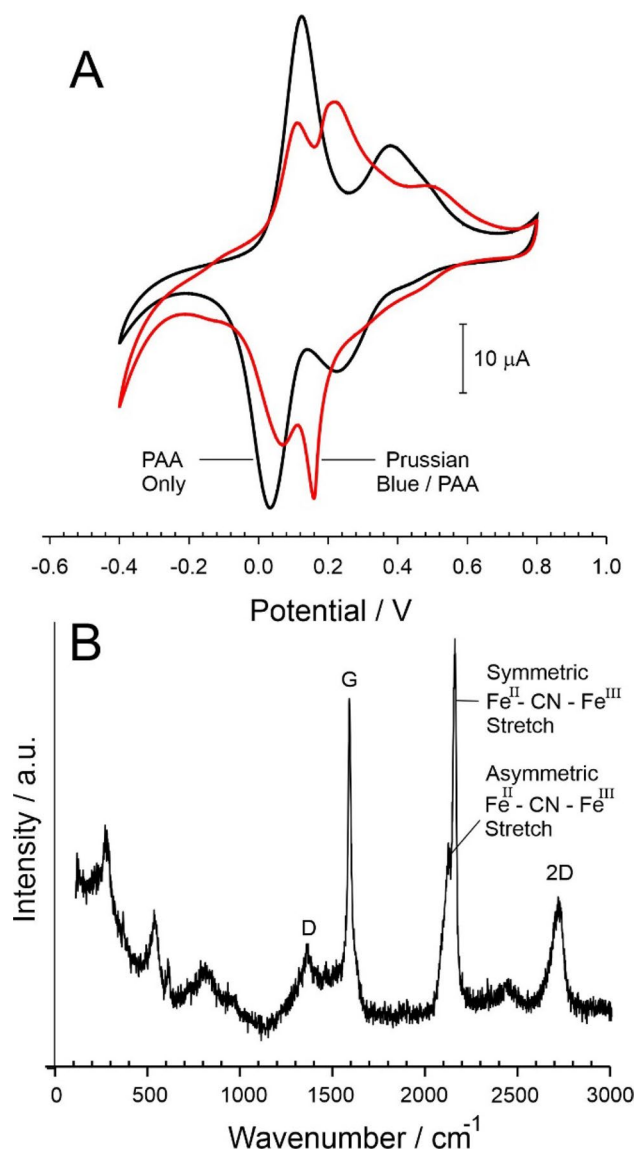 A
10 μA
PAA
Only
Prussian
Blue / PAA
-0.6 -0.4 -0.2 0.0 0.2 0.4 0.6 0.8 1.0
Potential / V
B
G
Symmetric
Fe^II - CN - Fe^III
Stretch
Asymmetric
Fe^II - CN - Fe^III
Stretch
2D
D
Intensity / a.u.
0 500 1000 1500 2000 2500 3000
Wavenumber / cm^-1